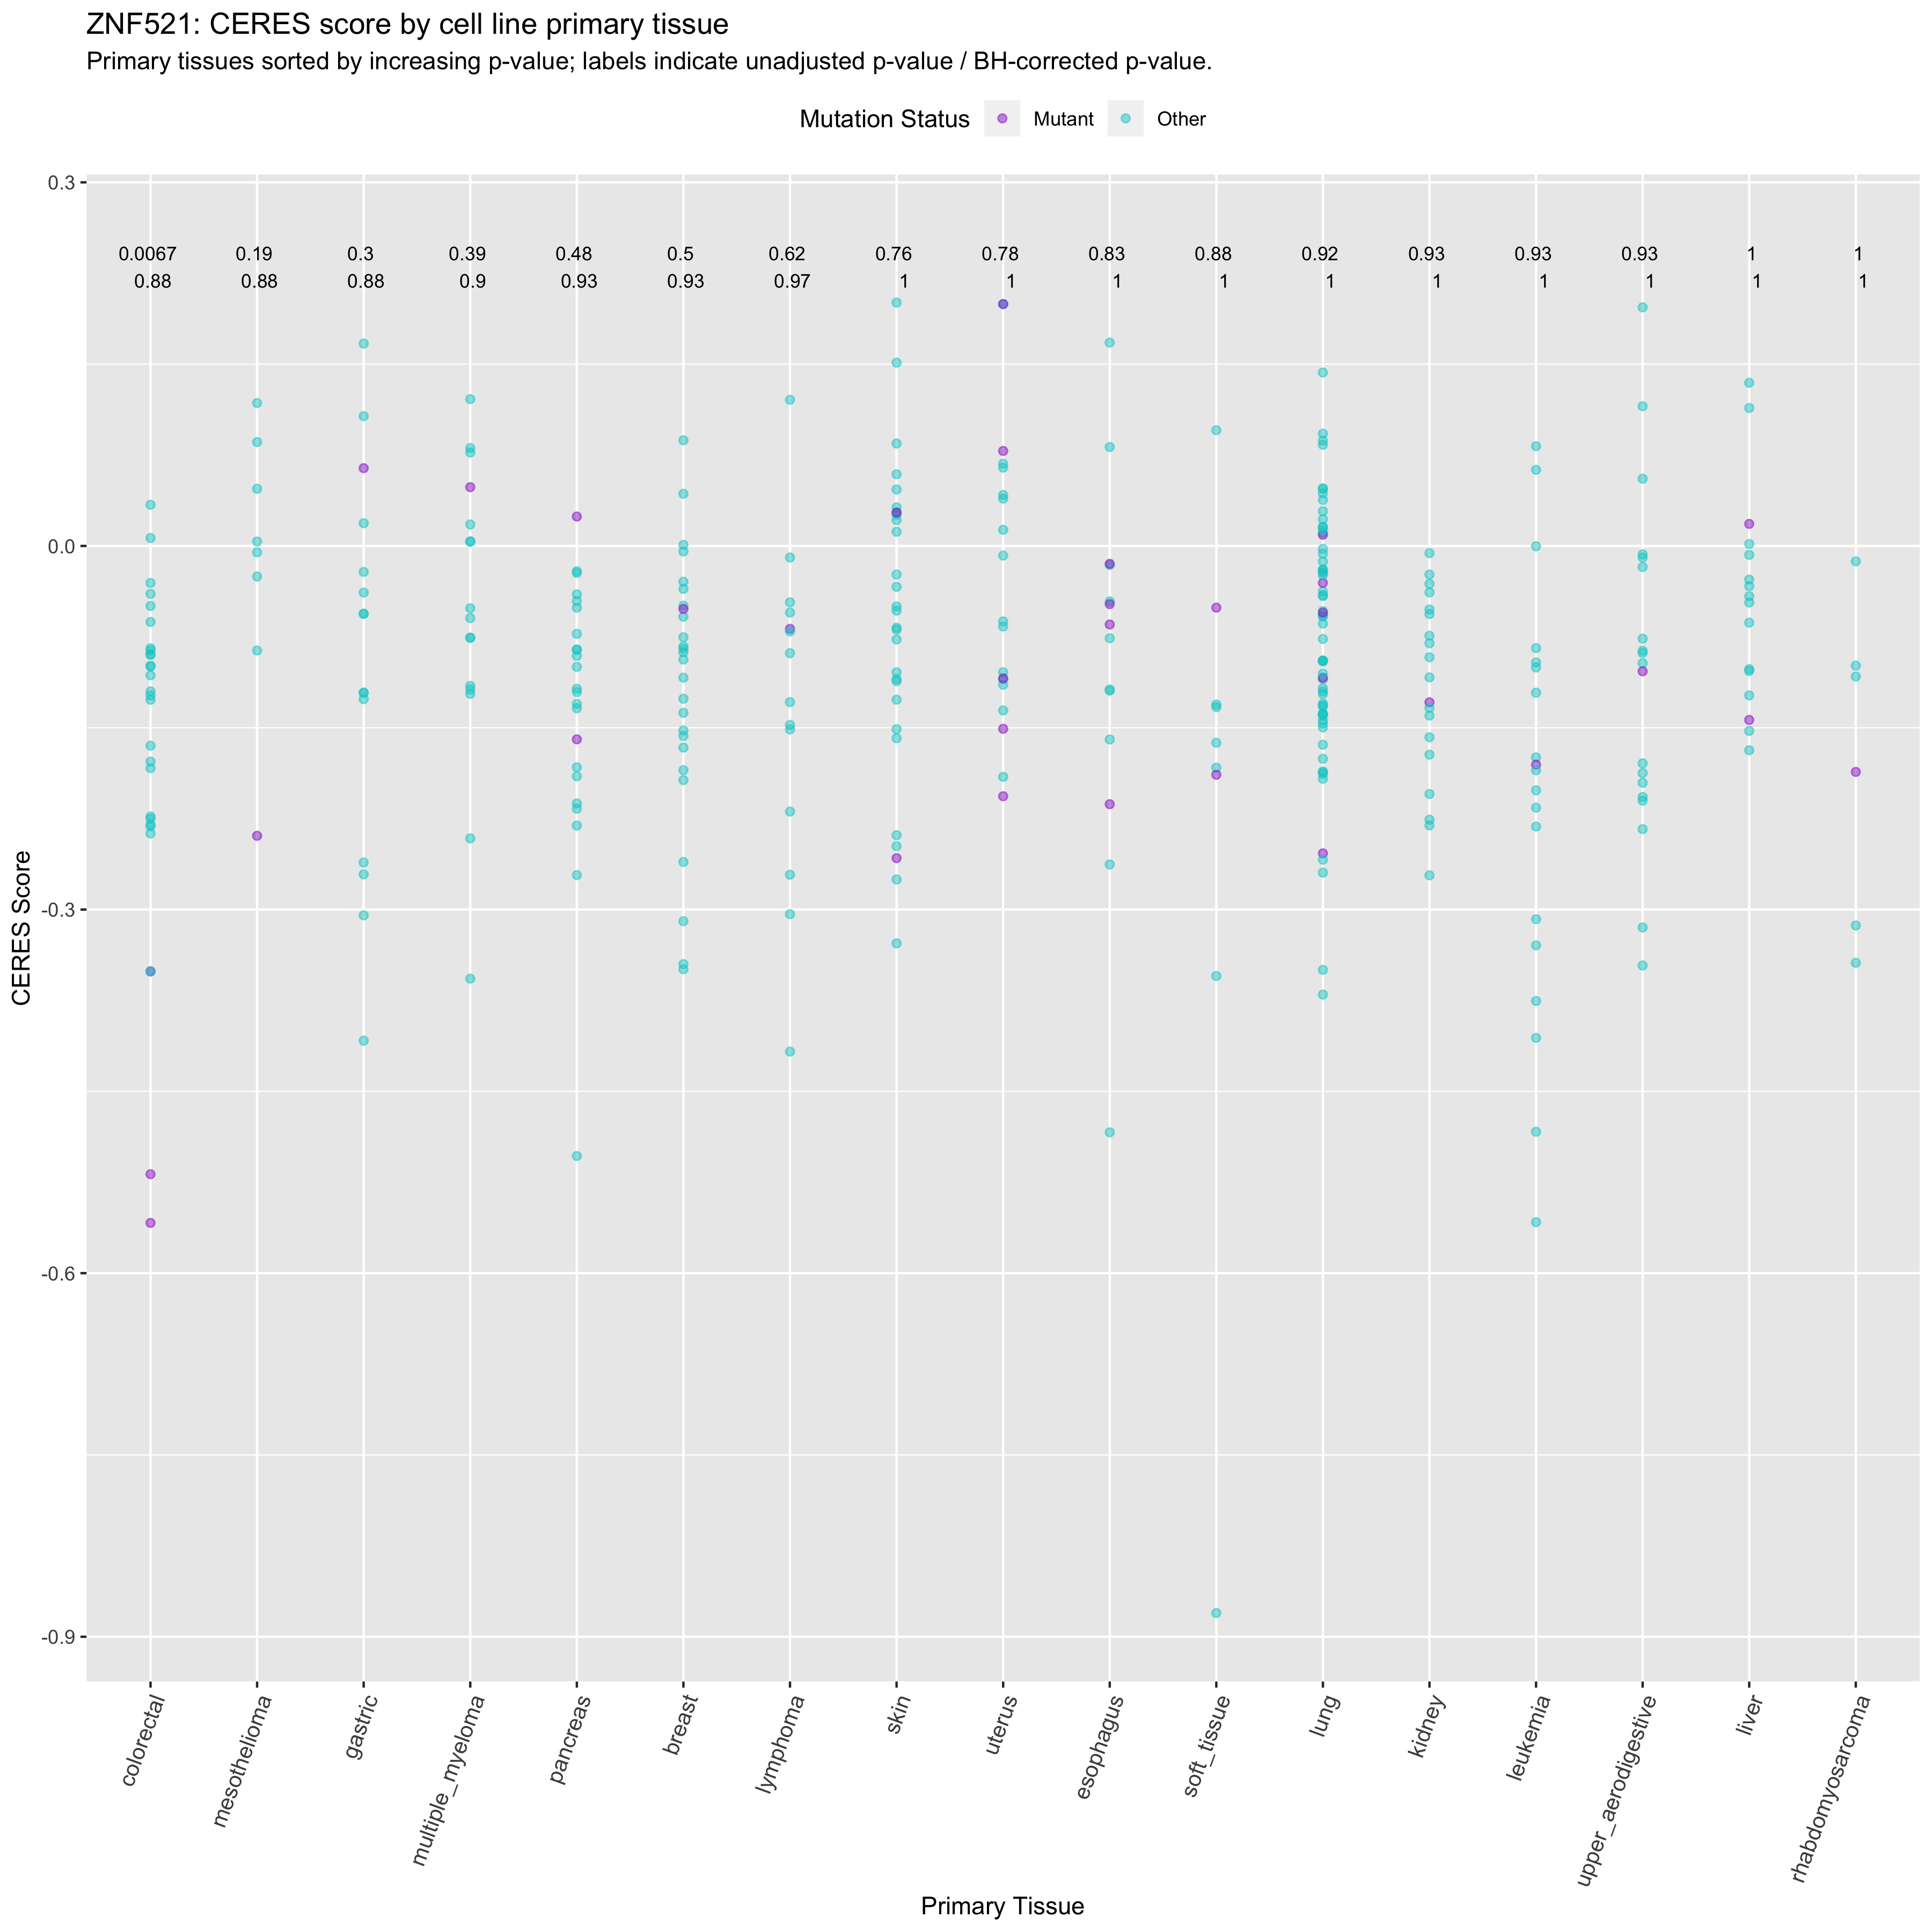 ZNF521: CERES score by cell line primary tissue
Primary tissues sorted by increasing p-value; labels indicate unadjusted p-value / BH-corrected p-value.
Mutation Status Mutant Other
0.3
0.0067 0.19 0.3 0.39 0.48 0.5 0.62 0.76 0.78 0.83 0.88 0.92 0.93 0.93 0.93 1 1
0.88 0.88 0.88 0.9 0.93 0.93 0.97 1 1 1 1 1 1 1 1 1 1
0.0
-0.3
-0.6
-0.9
CERES Score
colorectal
mesothelioma
gastric
multiple_myeloma
pancreas
breast
lymphoma
skin
uterus
esophagus
soft_tissue
lung
kidney
leukemia
upper_aerodigestive
liver
rhabdomyosarcoma
Primary Tissue